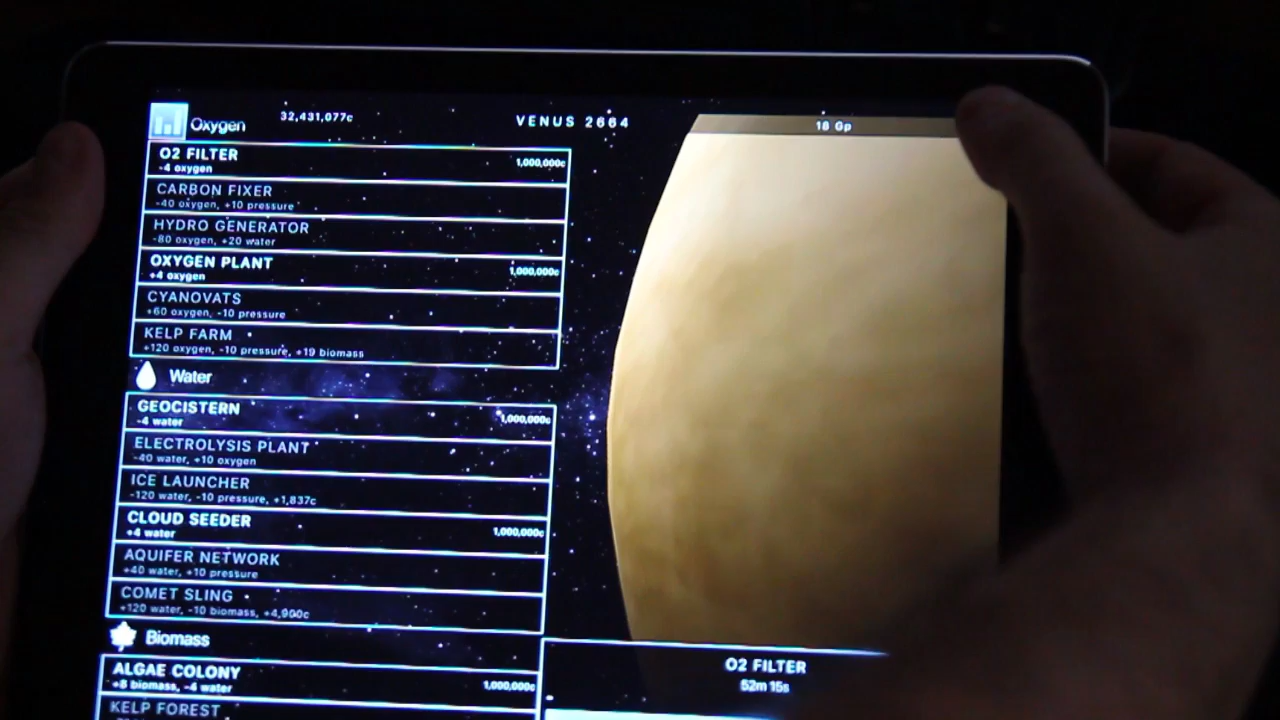 Oxygen
32,431,077c
VENUS 2664
18 Gp
O2 FILTER
-4 oxygen
1,000,000c
CARBON FIXER
-40 oxygen, +10 pressure
HYDRO GENERATOR
-80 oxygen, +20 water
OXYGEN PLANT
+4 oxygen
1,000,000c
CYANOVATS
+60 oxygen, -10 pressure
KELP FARM
+120 oxygen, -10 pressure, +19 biomass
Water
GEOCISTERN
-4 water
1,000,000c
ELECTROLYSIS PLANT
-40 water, +10 oxygen
ICE LAUNCHER
-120 water, -10 pressure, +1,837c
CLOUD SEEDER
+4 water
1,000,000c
AQUIFER NETWORK
+40 water, +10 pressure
COMET SLING
+120 water, -10 biomass, +4,900c
Biomass
ALGAE COLONY
+8 biomass, -4 water
1,000,000c
KELP FOREST
O2 FILTER
52m 15s